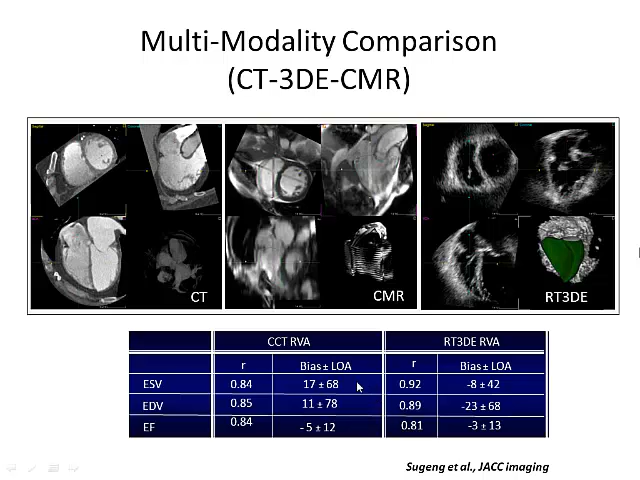 Multi-Modality Comparison
(CT-3DE-CMR)
CT
CMR
RT3DE
CCT RVA RT3DE RVA
r Bias ± LOA r Bias ± LOA
ESV 0.84 17 ± 68 0.92 -8 ± 42
EDV 0.85 11 ± 78 0.89 -23 ± 68
EF 0.84 - 5 ± 12 0.81 -3 ± 13
Sugeng et al., JACC imaging